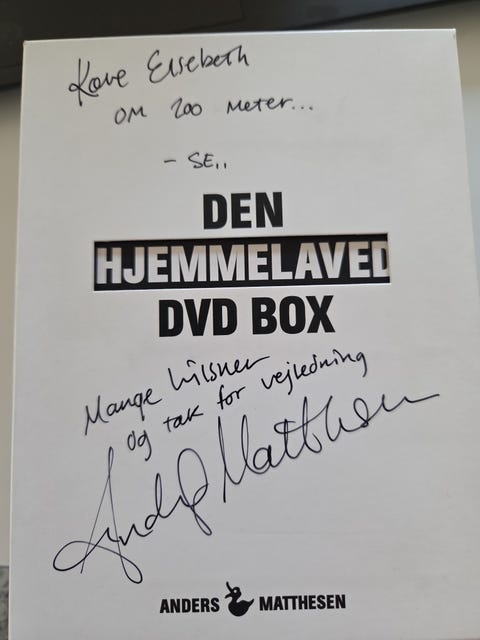 Kære Elsebeth
om 200 meter...
- SE..
DEN
HJEMMELAVED
DVD BOX
Mange hilsner
og tak for vejledning
Anders Matthesen
ANDERS MATTHESEN